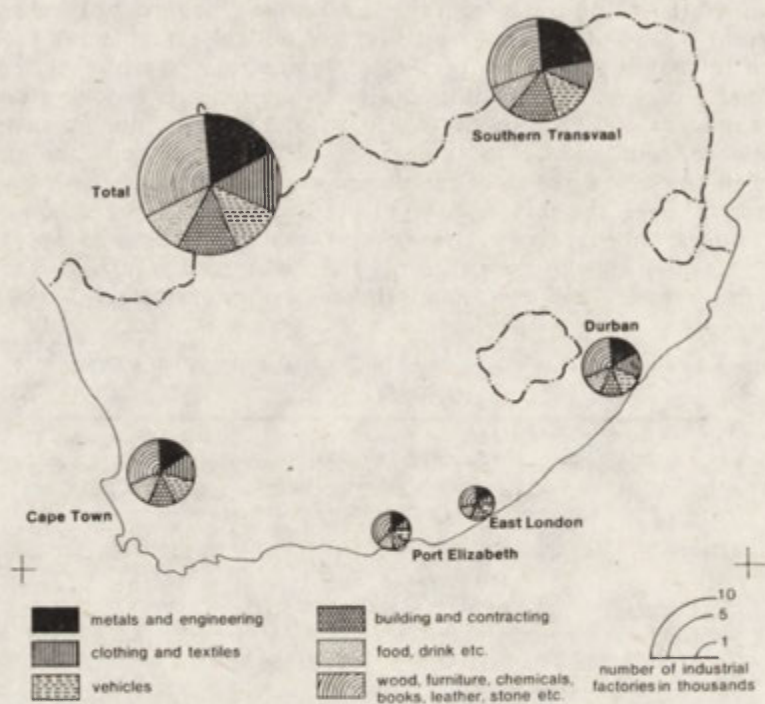 Southern Transvaal
Total
Durban
Cape Town
East London
Port Elizabeth
metals and engineering
clothing and textiles
vehicles
building and contracting
food, drink etc.
wood, furniture, chemicals,
books, leather, stone etc.
10
5
1
number of industrial
factories in thousands